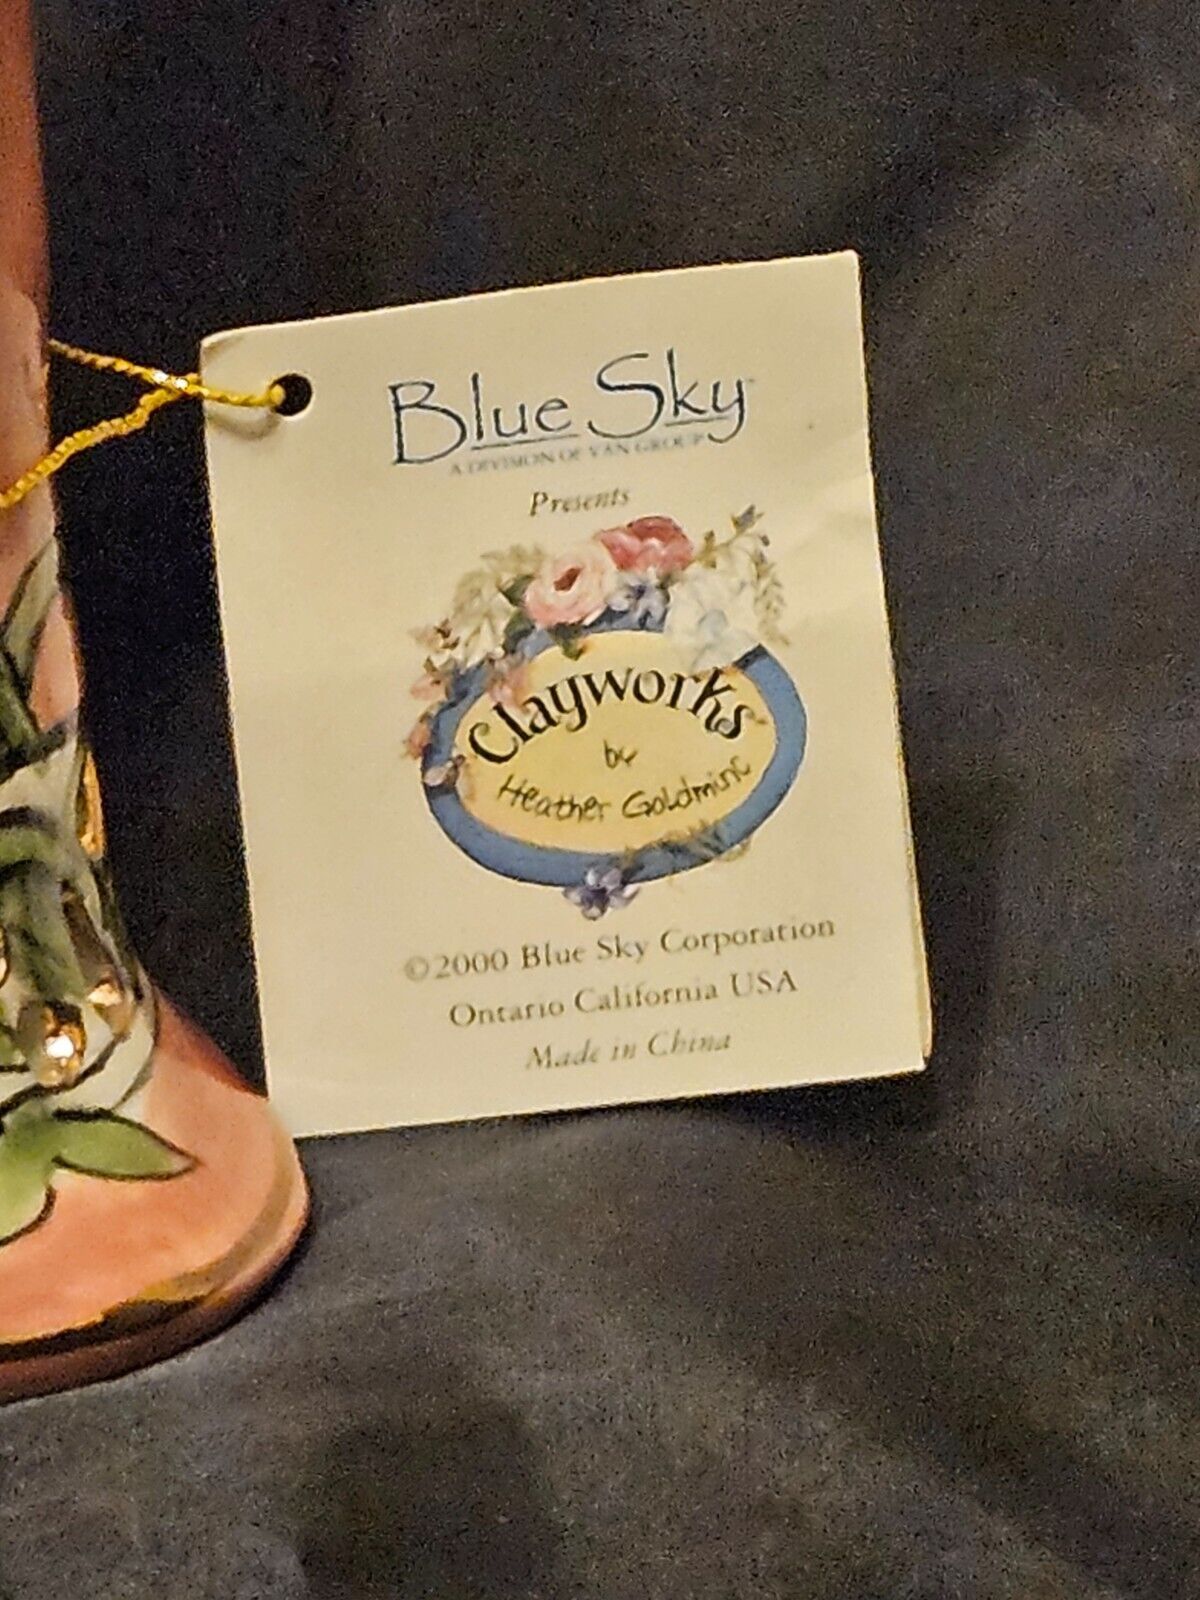 Blue Sky™
A DIVISION OF VAN GROUP
Presents
Clayworks
by
Heather Goldminc
©2000 Blue Sky Corporation
Ontario California USA
Made in China